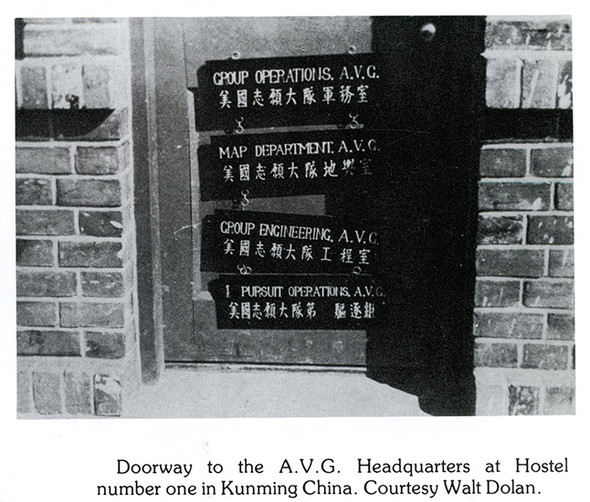 GROUP OPERATIONS, A.V.G.
美國志願大隊軍務室
MAP DEPARTMENT, A.V.G.
美國志願大隊地輿室
GROUP ENGINEERING, A.V.G.
美國志願大隊工程室
1 PURSUIT OPERATIONS, A.V.G.
美國志願大隊第 驅逐
Doorway to the A.V.G. Headquarters at Hostel
number one in Kunming China. Courtesy Walt Dolan.